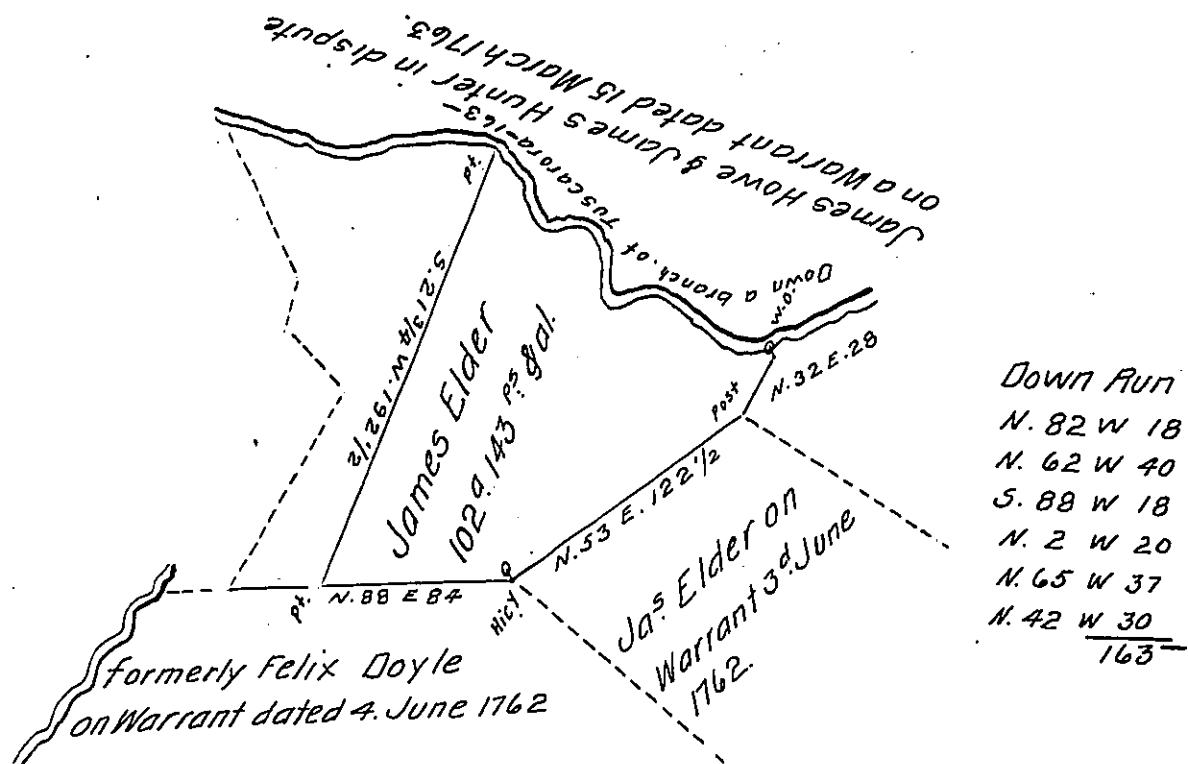 James Howe & James Hunter in dispute
on a Warrant dated 15 March 1763.
Down a branch of Tuscarora-163-
pt.
W.O.
S. 21 3/4 W. 192 1/2
James Elder
102 a. 143 ps. & al.
N. 32 E. 28
Post
N. 53 E. 122 1/2
Jas. Elder on
Warrant 3d. June
1762.
Pt.
N. 88 E 84
Hicy.
formerly Felix Doyle
on Warrant dated 4. June 1762
Down Run
N. 82 W 18
N. 62 W 40
S. 88 W 18
N. 2 W 20
N. 65 W 37
N. 42 W 30
163-